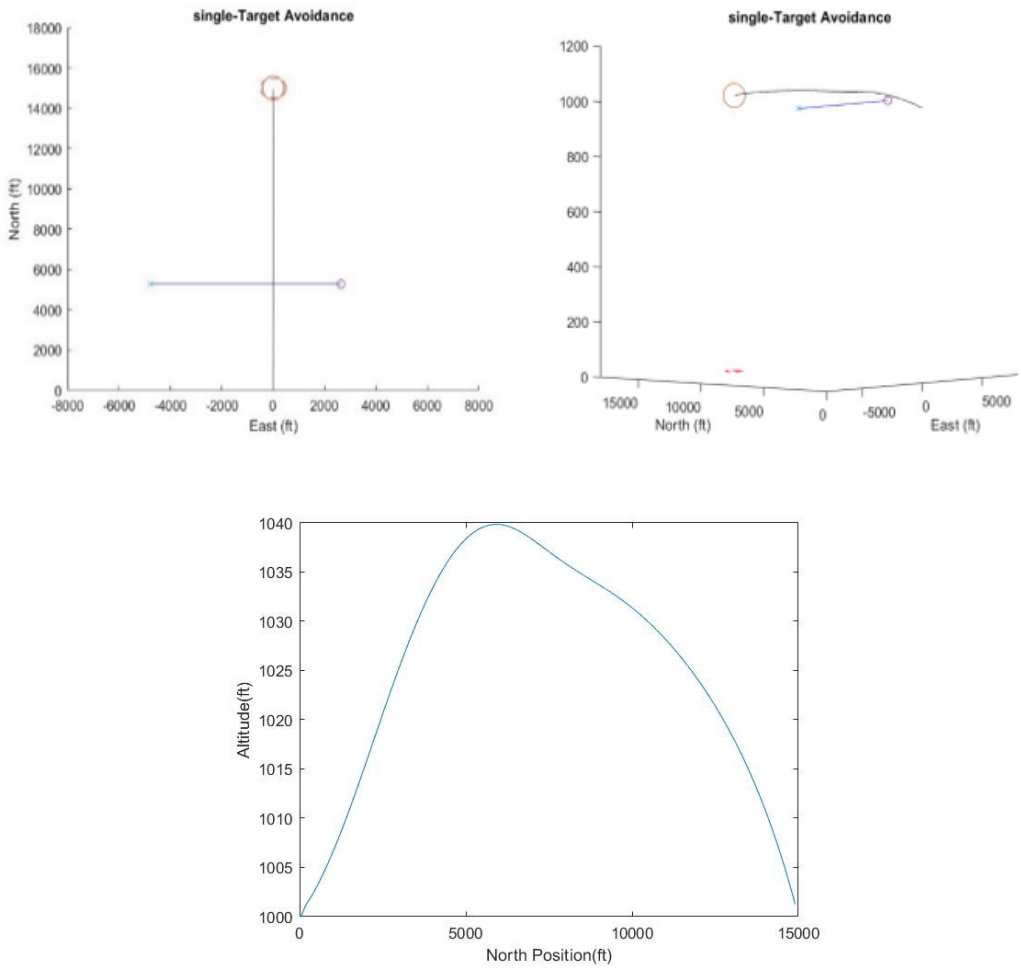 single-Target Avoidance
18000
16000
14000
12000
10000
8000
6000
4000
2000
0
North (ft)
-8000 -6000 -4000 -2000 0 2000 4000 6000 8000
East (ft)
single-Target Avoidance
1200
1000
800
600
400
200
0
15000 10000 5000 0 -5000 0 5000
North (ft) East (ft)
1040
1035
1030
1025
1020
1015
1010
1005
1000
Altitude(ft)
0 5000 10000 15000
North Position(ft)